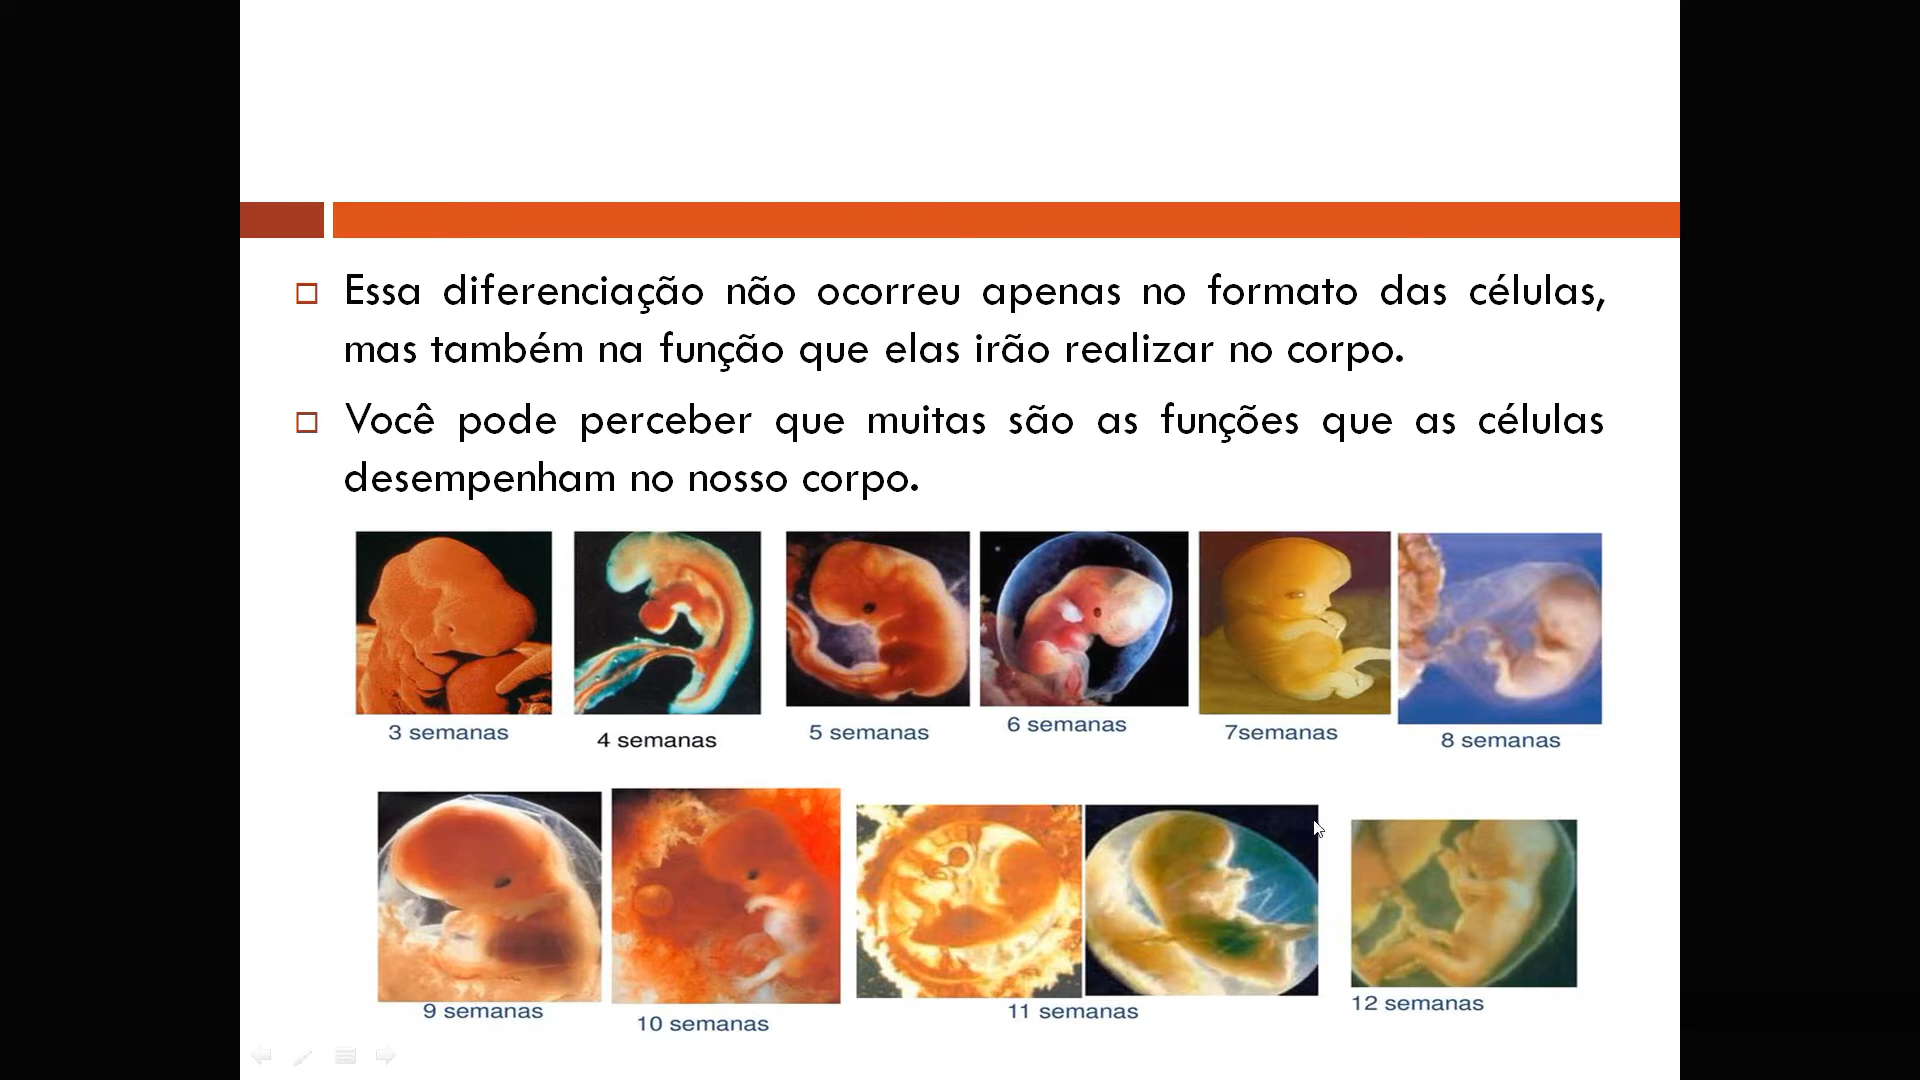 Essa diferenciação não ocorreu apenas no formato das células,
mas também na função que elas irão realizar no corpo.
Você pode perceber que muitas são as funções que as células
desempenham no nosso corpo.
3 semanas
4 semanas
5 semanas
6 semanas
7semanas
8 semanas
9 semanas
10 semanas
11 semanas
12 semanas